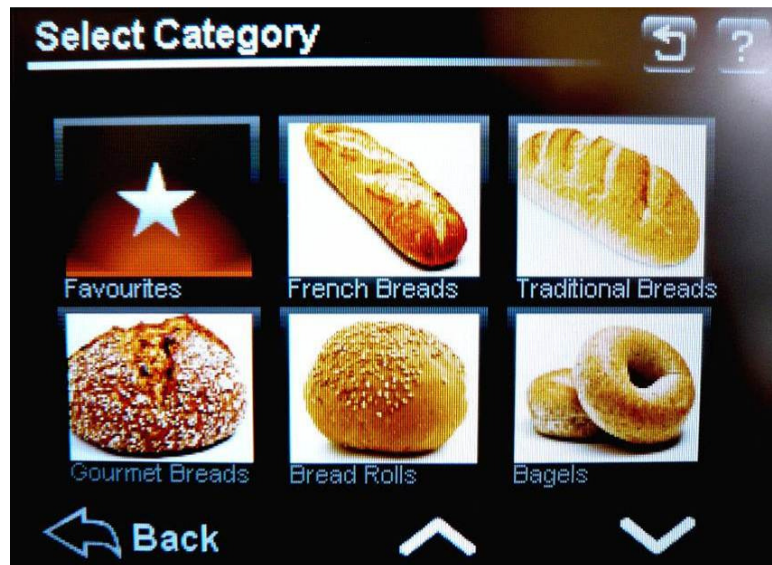 Select Category
?
Favourites
French Breads
Traditional Breads
Gourmet Breads
Bread Rolls
Bagels
Back